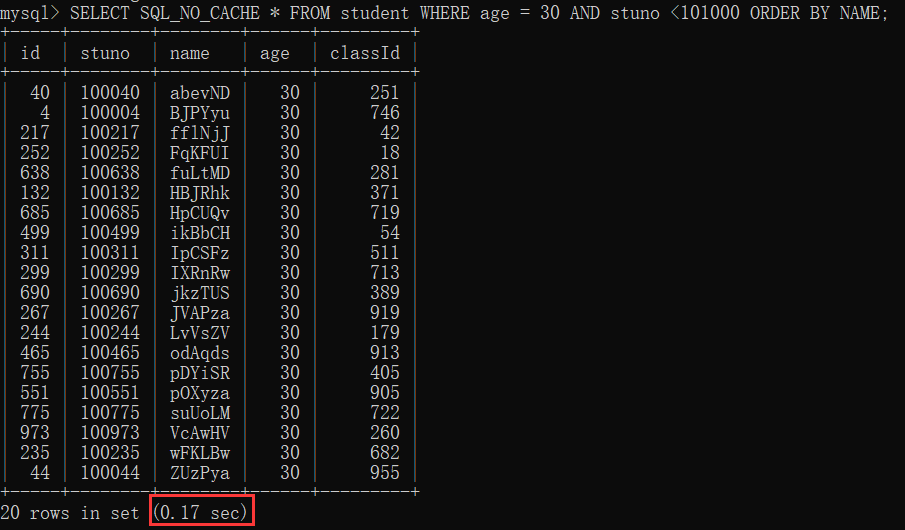 mysql> SELECT SQL_NO_CACHE * FROM student WHERE age = 30 AND stuno <101000 ORDER BY NAME;
+-----+--------+--------+------+---------+
| id | stuno | name | age | classId |
+-----+--------+--------+------+---------+
| 40 | 100040 | abevND | 30 | 251 |
| 4 | 100004 | BJPYyu | 30 | 746 |
| 217 | 100217 | fflNjJ | 30 | 42 |
| 252 | 100252 | FqKFUI | 30 | 18 |
| 638 | 100638 | fuLtMD | 30 | 281 |
| 132 | 100132 | HBJRhk | 30 | 371 |
| 685 | 100685 | HpCUQv | 30 | 719 |
| 499 | 100499 | ikBbCH | 30 | 54 |
| 311 | 100311 | IpCSFz | 30 | 511 |
| 299 | 100299 | IXRnRw | 30 | 713 |
| 690 | 100690 | jkzTUS | 30 | 389 |
| 267 | 100267 | JVAPza | 30 | 919 |
| 244 | 100244 | LvVsZV | 30 | 179 |
| 465 | 100465 | odAqds | 30 | 913 |
| 755 | 100755 | pDYiSR | 30 | 405 |
| 551 | 100551 | pOXyza | 30 | 905 |
| 775 | 100775 | suUoLM | 30 | 722 |
| 973 | 100973 | VcAwHV | 30 | 260 |
| 235 | 100235 | wFKLBw | 30 | 682 |
| 44 | 100044 | ZUzPya | 30 | 955 |
+-----+--------+--------+------+---------+
20 rows in set (0.17 sec)